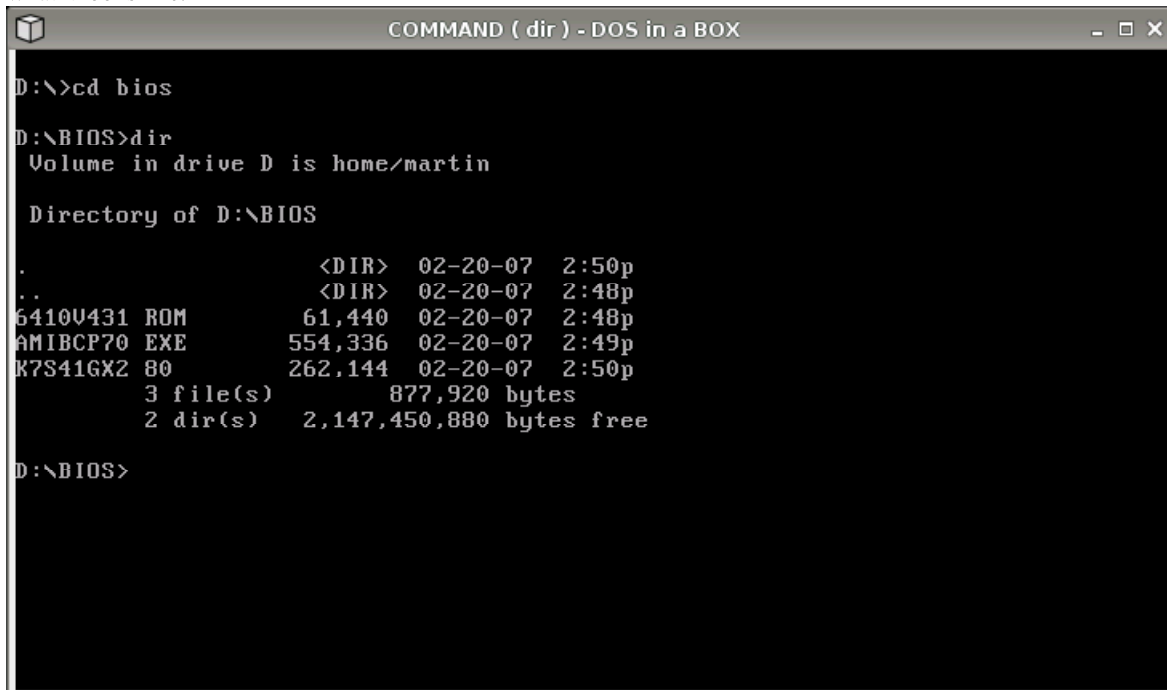 COMMAND ( dir ) - DOS in a BOX
D:\>cd bios
D:\BIOS>dir
Volume in drive D is home/martin
Directory of D:\BIOS
. <DIR> 02-20-07 2:50p
.. <DIR> 02-20-07 2:48p
6410V431 ROM 61,440 02-20-07 2:48p
AMIBCP70 EXE 554,336 02-20-07 2:49p
K7S41GX2 80 262,144 02-20-07 2:50p
3 file(s) 877,920 bytes
2 dir(s) 2,147,450,880 bytes free
D:\BIOS>